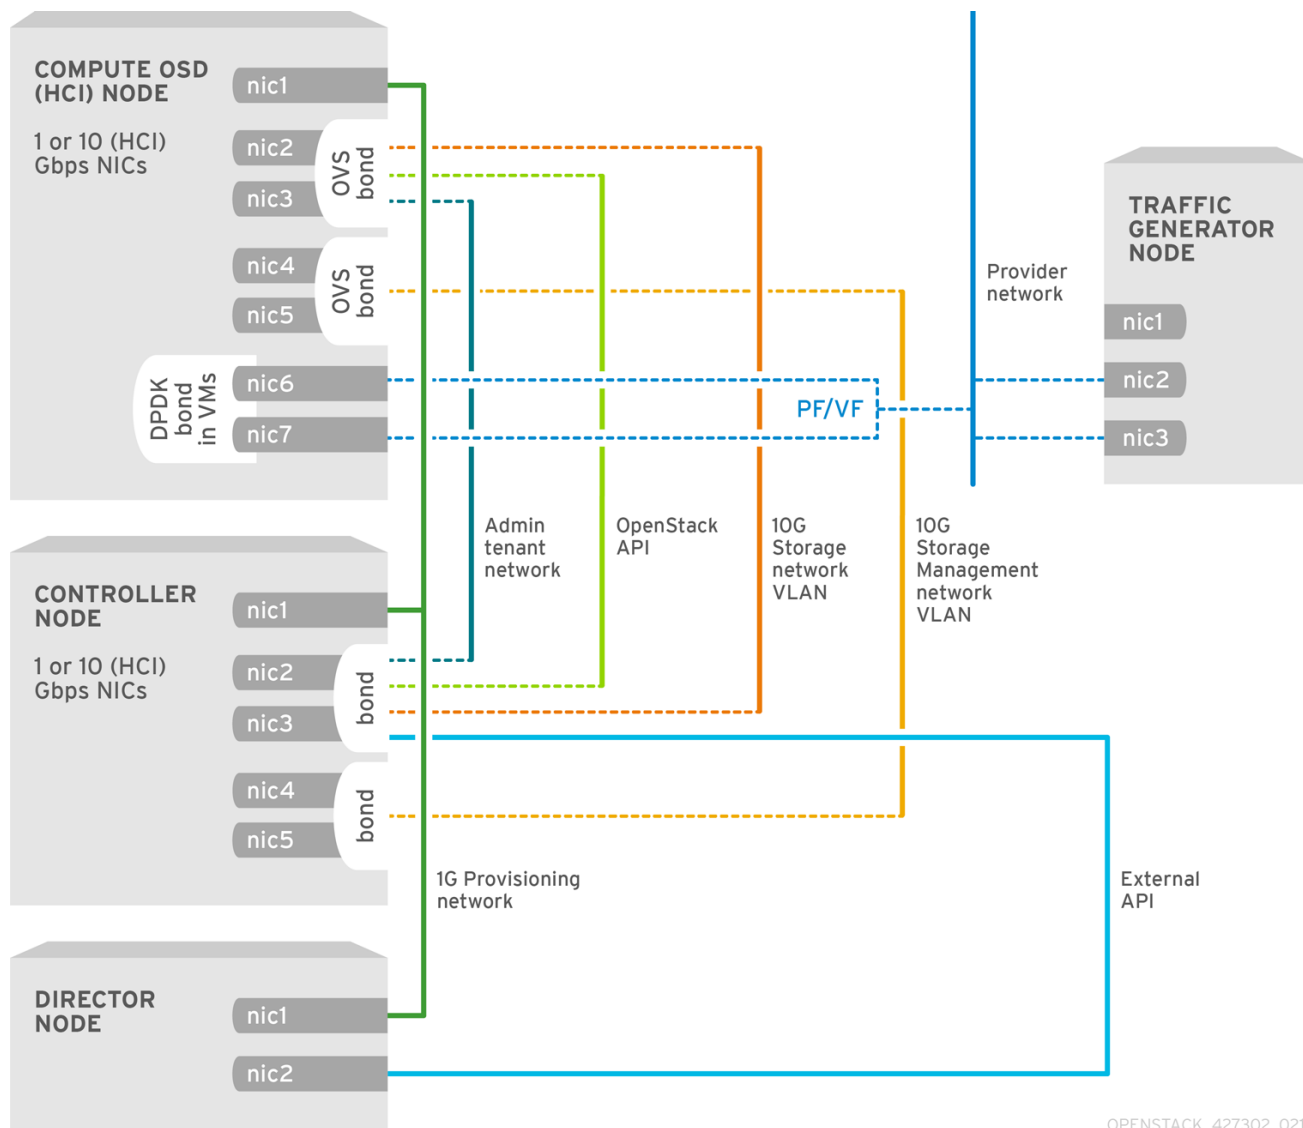 COMPUTE OSD
(HCI) NODE
1 or 10 (HCI)
Gbps NICs
nic1
nic2
nic3
OVS
bond
nic4
nic5
OVS
bond
nic6
nic7
DPDK
bond
in VMs
PF/VF
Provider
network
TRAFFIC
GENERATOR
NODE
nic1
nic2
nic3
Admin
tenant
network
OpenStack
API
10G
Storage
network
VLAN
10G
Storage
Management
network
VLAN
CONTROLLER
NODE
1 or 10 (HCI)
Gbps NICs
nic1
nic2
nic3
bond
nic4
nic5
bond
1G Provisioning
network
External
API
DIRECTOR
NODE
nic1
nic2
OPENSTACK_427302_021